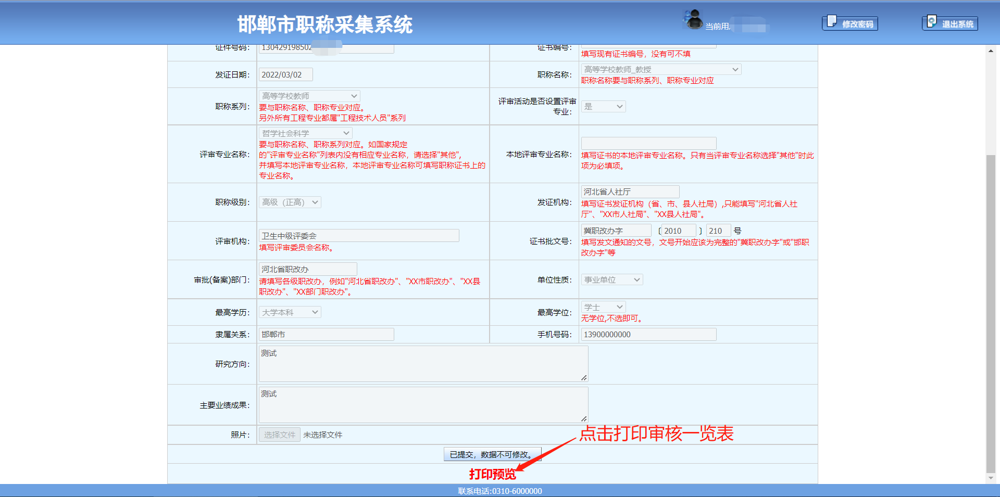 邯郸市职称采集系统
当前用
修改密码
退出系统
证件号码：
130429198502
证书编号：
填写现有证书编号，没有可不填
发证日期：
2022/03/02
职称名称：
高等学校教师_教授
职称名称要与职称系列、职称专业对应
职称系列：
高等学校教师
要与职称名称、职称专业对应。
另外所有工程专业都属"工程技术人员"系列
评审活动是否设置评审
专业：
是
评审专业名称：
哲学社会科学
要与职称名称、职称系列对应。如国家规定
的"评审专业名称"列表内没有相应专业名称，请选择"其他"，
并填写本地评审专业名称，本地评审专业名称可填写职称证书上的
专业名称。
本地评审专业名称：
填写证书的本地评审专业名称。只有当评审专业名称选择"其他"时此
项为必填项。
职称级别：
高级（正高）
发证机构：
河北省人社厅
填写证书发证机构（省、市、县人社局）,只能填写"河北省人社
厅"、"XX市人社局"、"XX县人社局"。
评审机构：
卫生中级评委会
填写评审委员会名称。
证书批文号：
冀职改办字 〔 2010 〕 210 号
填写发文通知的文号，文号开始应该为完整的"冀职改办字"或"邯职
改办字"等
审批(备案)部门：
河北省职改办
请填写各级职改办，例如"河北省职改办"、"XX市职改办"、"XX县
职改办"、"XX部门职改办"。
单位性质：
事业单位
最高学历：
大学本科
最高学位：
学士
无学位,不选即可。
隶属关系：
邯郸市
手机号码：
13900000000
研究方向：
测试
主要业绩成果：
测试
照片：
选择文件 未选择文件
点击打印审核一览表
已提交，数据不可修改。
打印预览
联系电话:0310-6000000